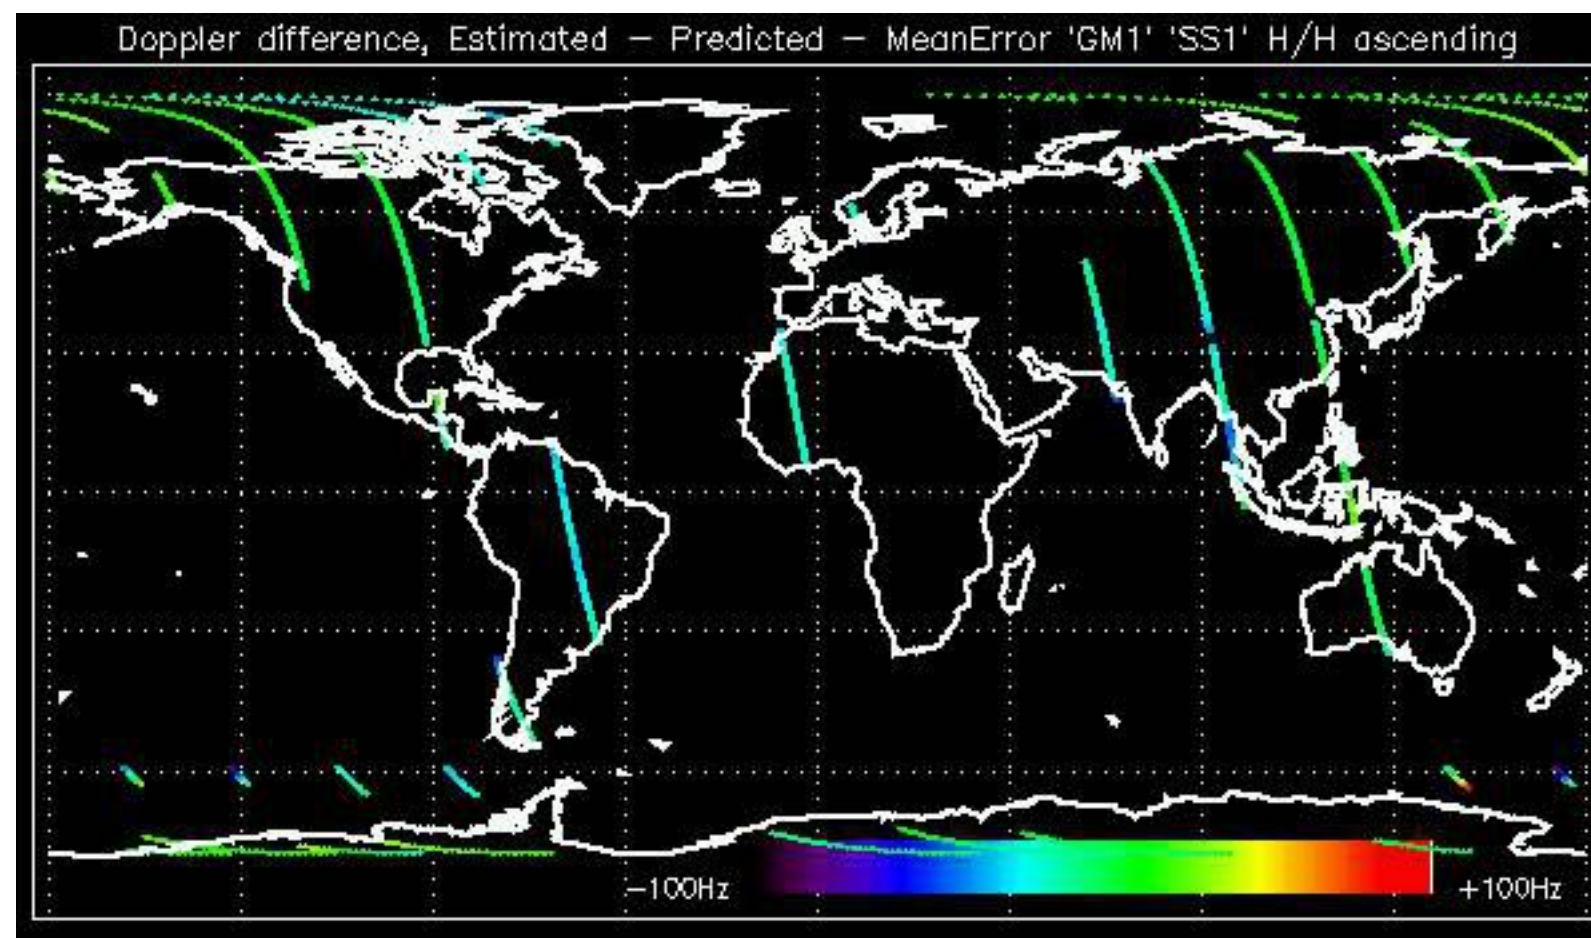 Doppler difference, Estimated − Predicted − MeanError 'GM1' 'SS1' H/H ascending
−100Hz
+100Hz